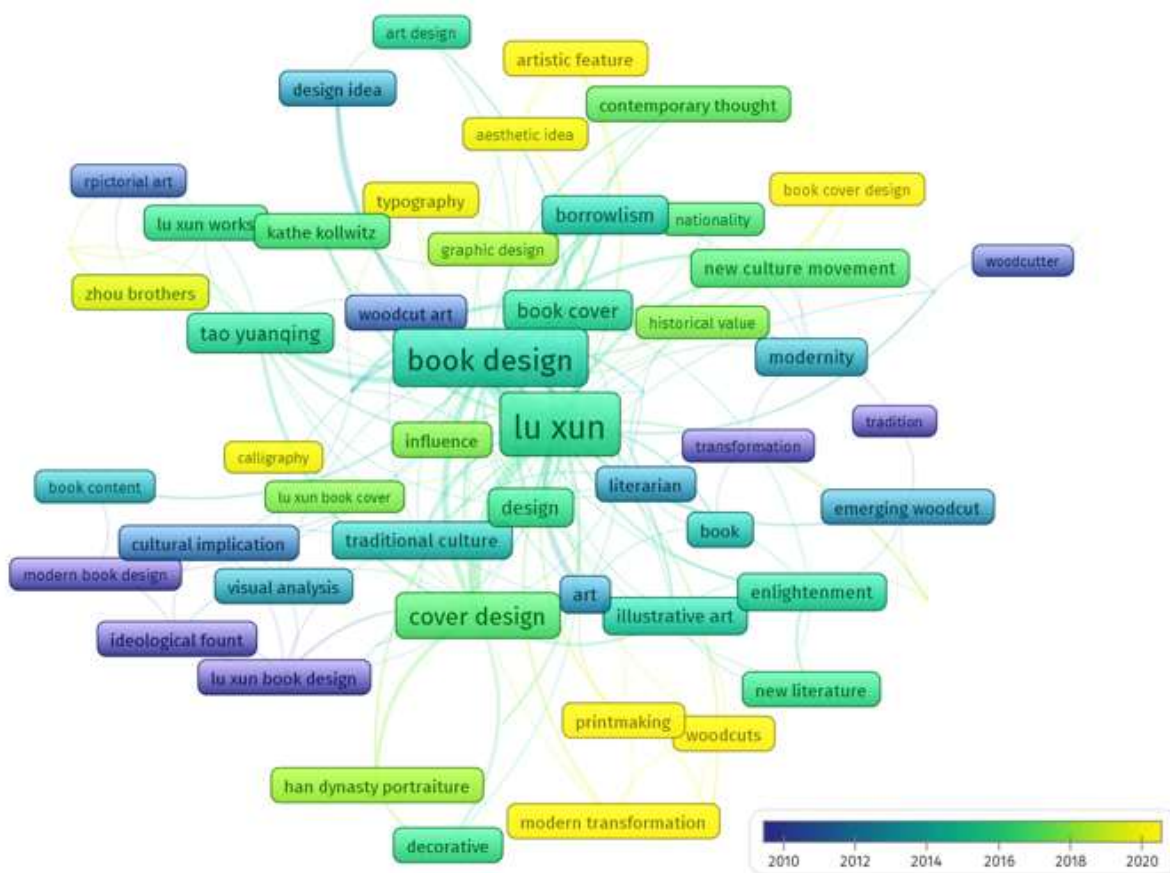 art design
artistic feature
design idea
contemporary thought
aesthetic idea
rpictorial art
book cover design
typography
lu xun works
kathe kollwitz
borrowlism
nationality
graphic design
woodcutter
new culture movement
zhou brothers
woodcut art
book cover
tao yuanqing
historical value
book design
modernity
lu xun
tradition
influence
transformation
calligraphy
book content
lu xun book cover
literarian
design
emerging woodcut
book
cultural implication
traditional culture
modern book design
visual analysis
art
enlightenment
cover design
illustrative art
ideological fount
lu xun book design
new literature
printmaking
woodcuts
han dynasty portraiture
modern transformation
decorative
2010 2012 2014 2016 2018 2020